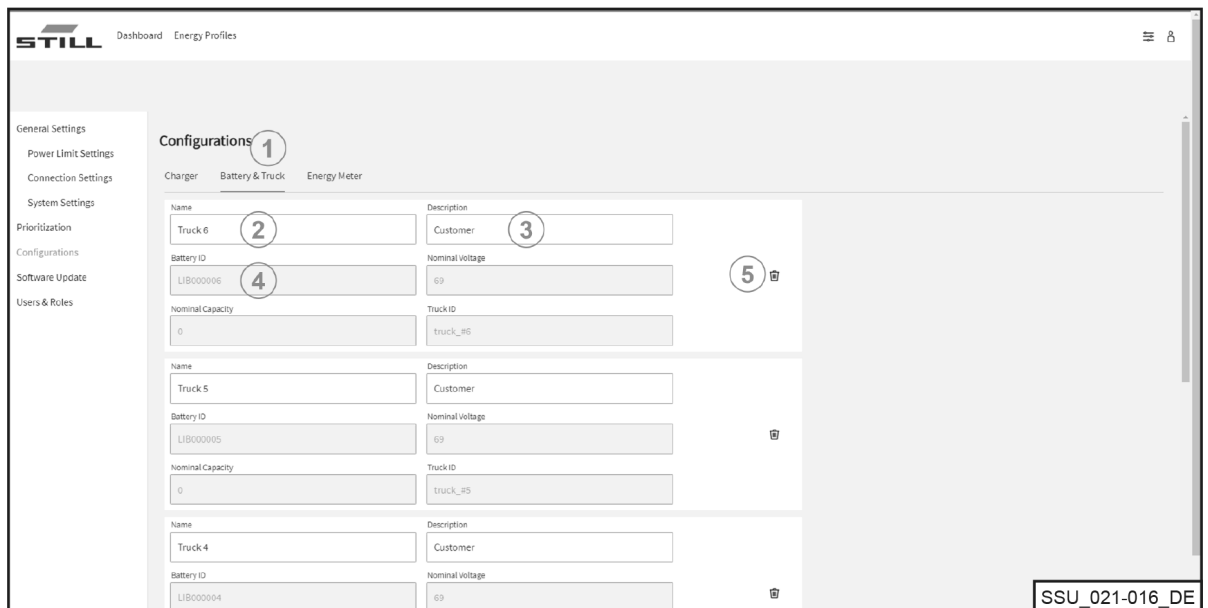 STILL Dashboard Energy Profiles
General Settings
Power Limit Settings
Connection Settings
System Settings
Prioritization
Configurations
Software Update
Users & Roles
Configurations 1
Charger Battery & Truck Energy Meter
Name Description
Truck 6 2 Customer 3
Battery ID Nominal Voltage
LIB000006 4 69 5
Nominal Capacity Truck ID
0 truck_#6
Name Description
Truck 5 Customer
Battery ID Nominal Voltage
LIB000005 69
Nominal Capacity Truck ID
0 truck_#5
Name Description
Truck 4 Customer
Battery ID Nominal Voltage
LIB000004 69
SSU_021-016_DE